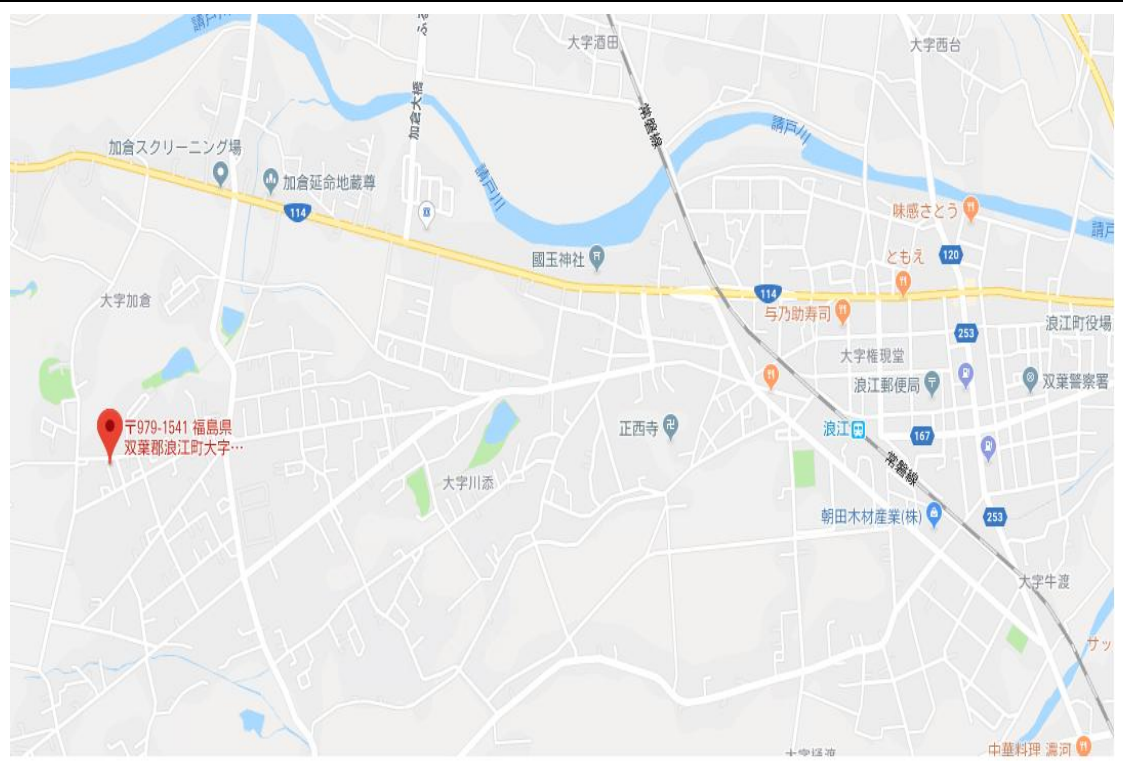 請戸川
大字酒田
大字西台
加倉大橋
常磐線
請戸川
加倉スクリーニング場
加倉延命地蔵尊
請戸川
114
味感さとう
請戸
國玉神社
ともえ
120
大字加倉
114
与乃助寿司
253
浪江町役場
大字権現堂
浪江郵便局
双葉警察署
〒979-1541 福島県
双葉郡浪江町大字…
正西寺
浪江
167
常磐線
大字川添
朝田木材産業(株)
253
大字牛渡
サッ
大字樋渡
中華料理 濃河